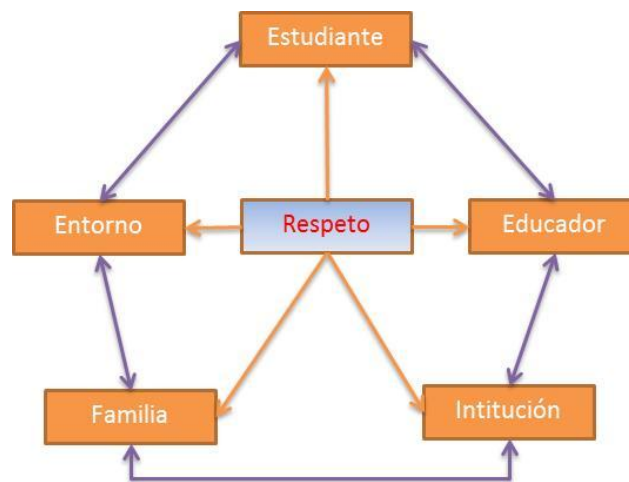 Estudiante
Entorno
Respeto
Educador
Familia
Intitución